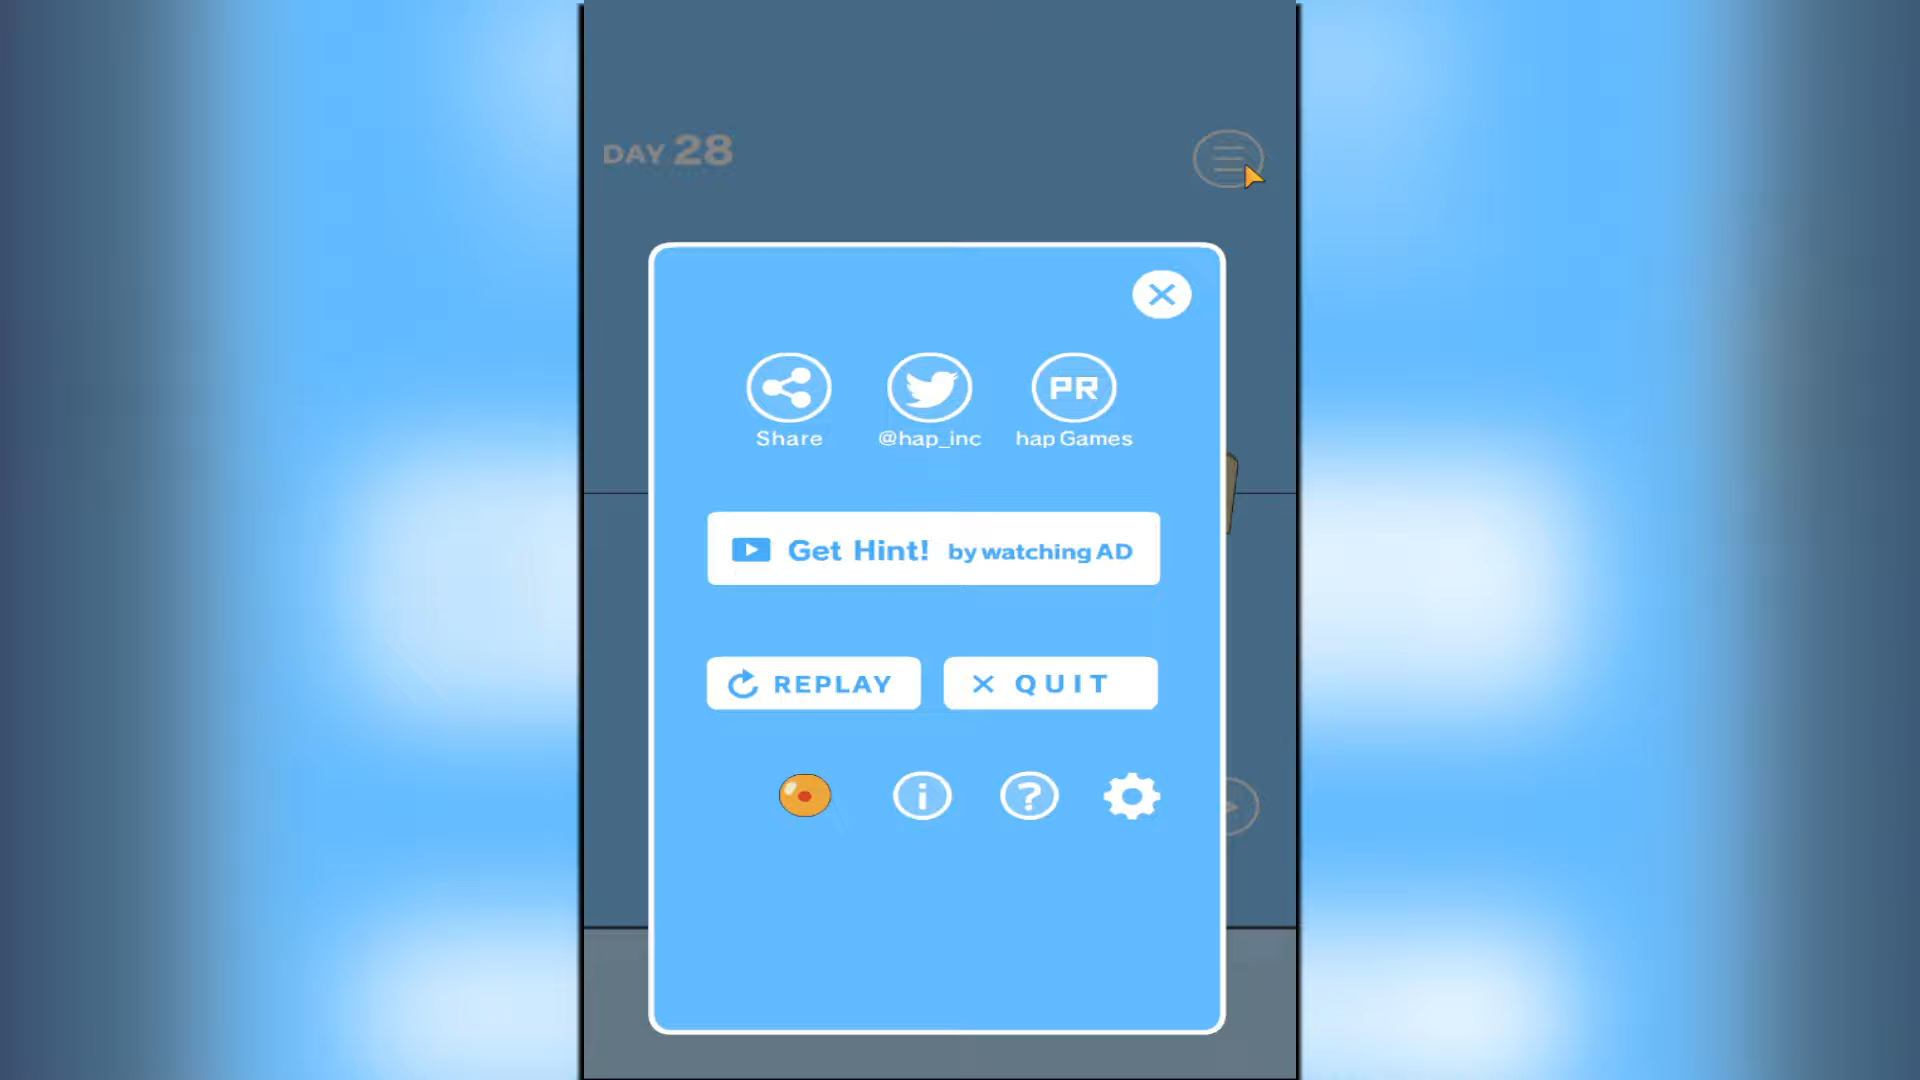 DAY 28
Share
@hap_inc
PR
hap Games
Get Hint! by watching AD
REPLAY
QUIT
i
?